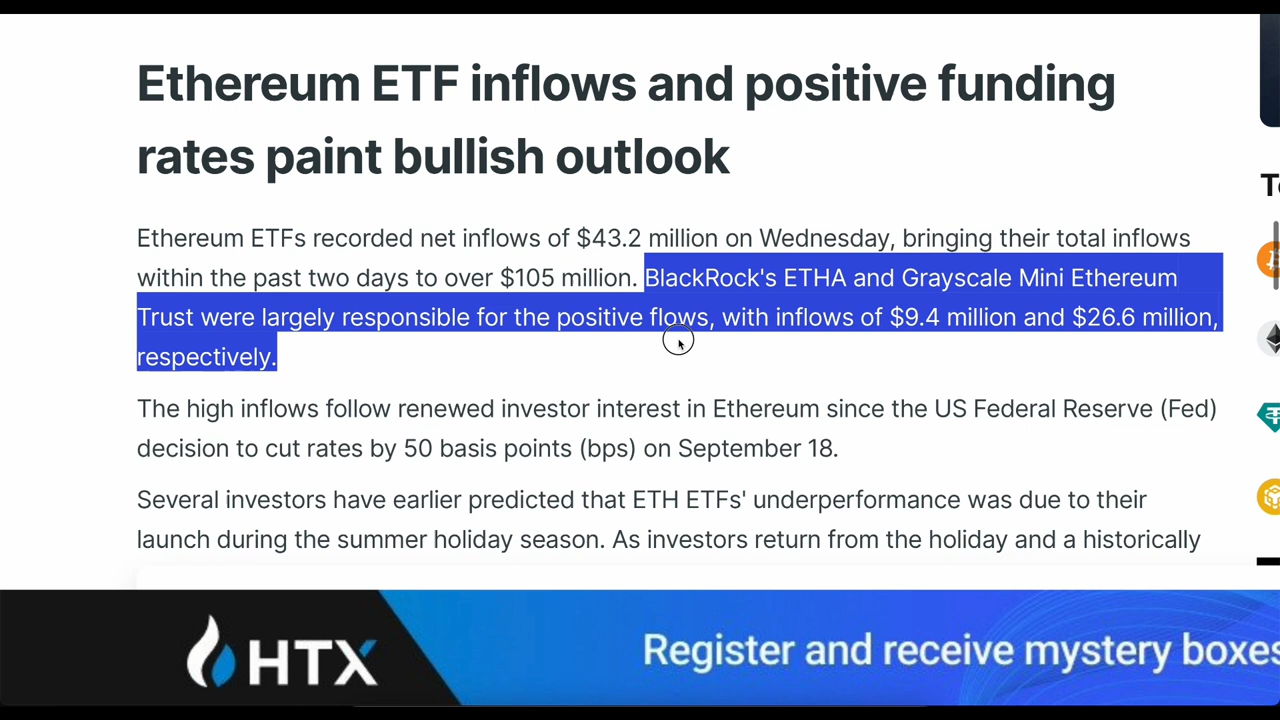 Ethereum ETF inflows and positive funding
rates paint bullish outlook
Ethereum ETFs recorded net inflows of $43.2 million on Wednesday, bringing their total inflows
within the past two days to over $105 million. BlackRock's ETHA and Grayscale Mini Ethereum
Trust were largely responsible for the positive flows, with inflows of $9.4 million and $26.6 million,
respectively.
The high inflows follow renewed investor interest in Ethereum since the US Federal Reserve (Fed)
decision to cut rates by 50 basis points (bps) on September 18.
Several investors have earlier predicted that ETH ETFs' underperformance was due to their
launch during the summer holiday season. As investors return from the holiday and a historically
HTX
Register and receive mystery boxes